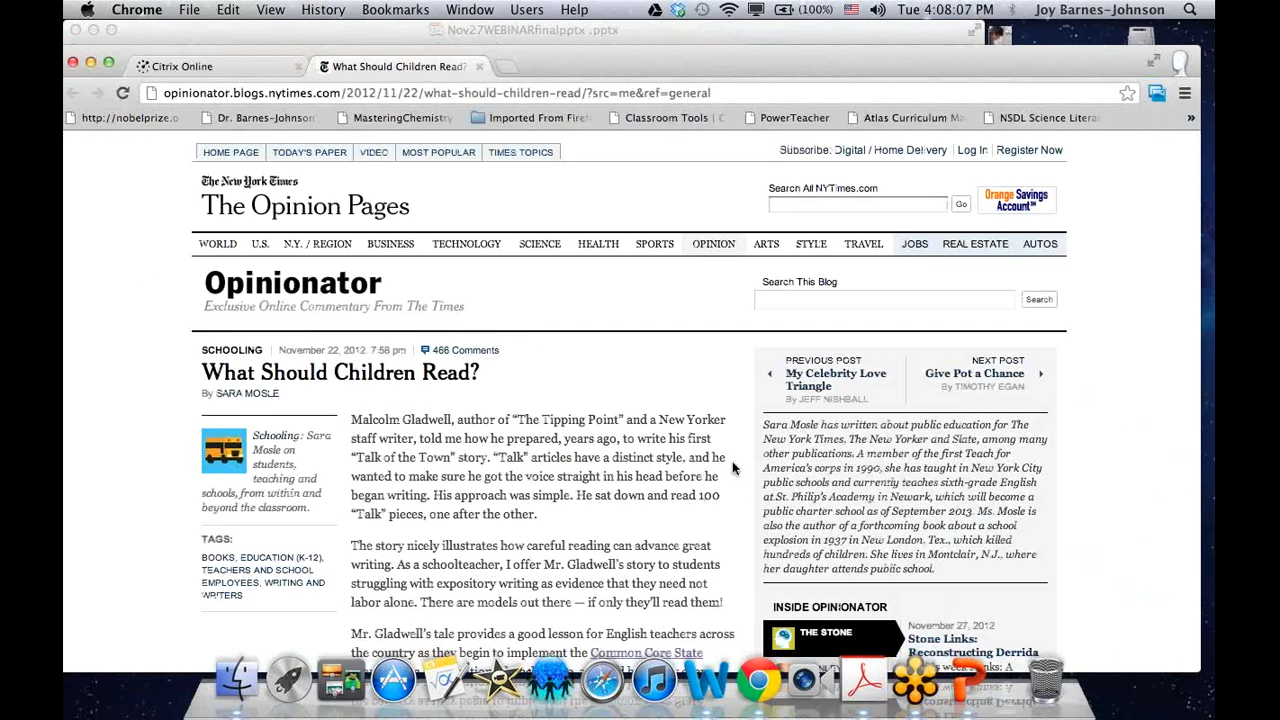 Chrome File Edit View History Bookmarks Window Users Help (100%) Tue 4:08:07 PM Joy Barnes-Johnson
Nov27WEBINARfinalpptx .pptx
Citrix Online What Should Children Read?
opinionator.blogs.nytimes.com/2012/11/22/what-should-children-read/?src=me&ref=general
http://nobelprize.o Dr. Barnes-Johnson MasteringChemistry Imported From Firef Classroom Tools PowerTeacher Atlas Curriculum Ma NSDL Science Litera »
HOME PAGE TODAY'S PAPER VIDEO MOST POPULAR TIMES TOPICS
Subscribe: Digital / Home Delivery Log In Register Now
The New York Times
The Opinion Pages
Search All NYTimes.com
Go
Orange Savings
Account SM
WORLD U.S. N.Y. / REGION BUSINESS TECHNOLOGY SCIENCE HEALTH SPORTS OPINION ARTS STYLE TRAVEL JOBS REAL ESTATE AUTOS
Opinionator
Exclusive Online Commentary From The Times
Search This Blog
Search
SCHOOLING November 22, 2012, 7:58 pm 466 Comments
What Should Children Read?
By SARA MOSLE
Schooling: Sara
Mosle on
students,
teaching and
schools, from within and
beyond the classroom.
TAGS:
BOOKS, EDUCATION (K-12),
TEACHERS AND SCHOOL
EMPLOYEES, WRITING AND
WRITERS
Malcolm Gladwell, author of “The Tipping Point” and a New Yorker
staff writer, told me how he prepared, years ago, to write his first
“Talk of the Town” story. “Talk” articles have a distinct style, and he
wanted to make sure he got the voice straight in his head before he
began writing. His approach was simple. He sat down and read 100
“Talk” pieces, one after the other.
The story nicely illustrates how careful reading can advance great
writing. As a schoolteacher, I offer Mr. Gladwell’s story to students
struggling with expository writing as evidence that they need not
labor alone. There are models out there — if only they’ll read them!
Mr. Gladwell’s tale provides a good lesson for English teachers across
the country as they begin to implement the Common Core State
PREVIOUS POST
My Celebrity Love
Triangle
By JEFF NISHBALL
NEXT POST
Give Pot a Chance
By TIMOTHY EGAN
Sara Mosle has written about public education for The
New York Times, The New Yorker and Slate, among many
other publications. A member of the first Teach for
America's corps in 1990, she has taught in New York City
public schools and currently teaches sixth-grade English
at St. Philip's Academy in Newark, which will become a
public charter school as of September 2013. Ms. Mosle is
also the author of a forthcoming book about a school
explosion in 1937 in New London, Tex., which killed
hundreds of children. She lives in Montclair, N.J., where
her daughter attends public school.
INSIDE OPINIONATOR
THE STONE
November 27, 2012
Stone Links:
Reconstructing Derrida